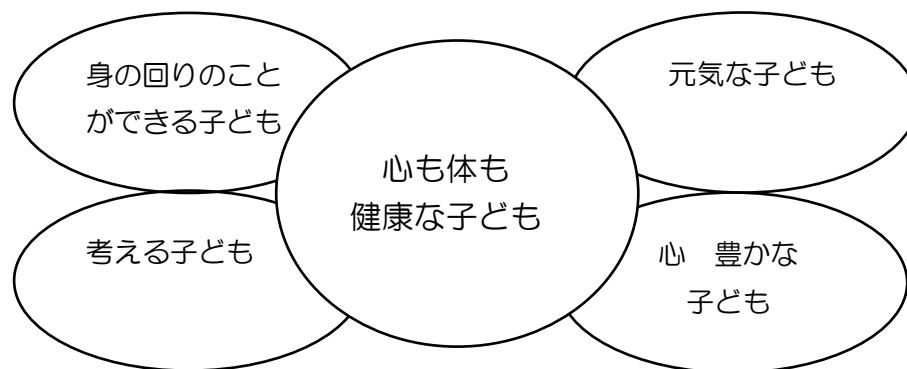 身の回りのこと
ができる子ども
元気な子ども
心も体も
健康な子ども
考える子ども
心　豊かな
子ども